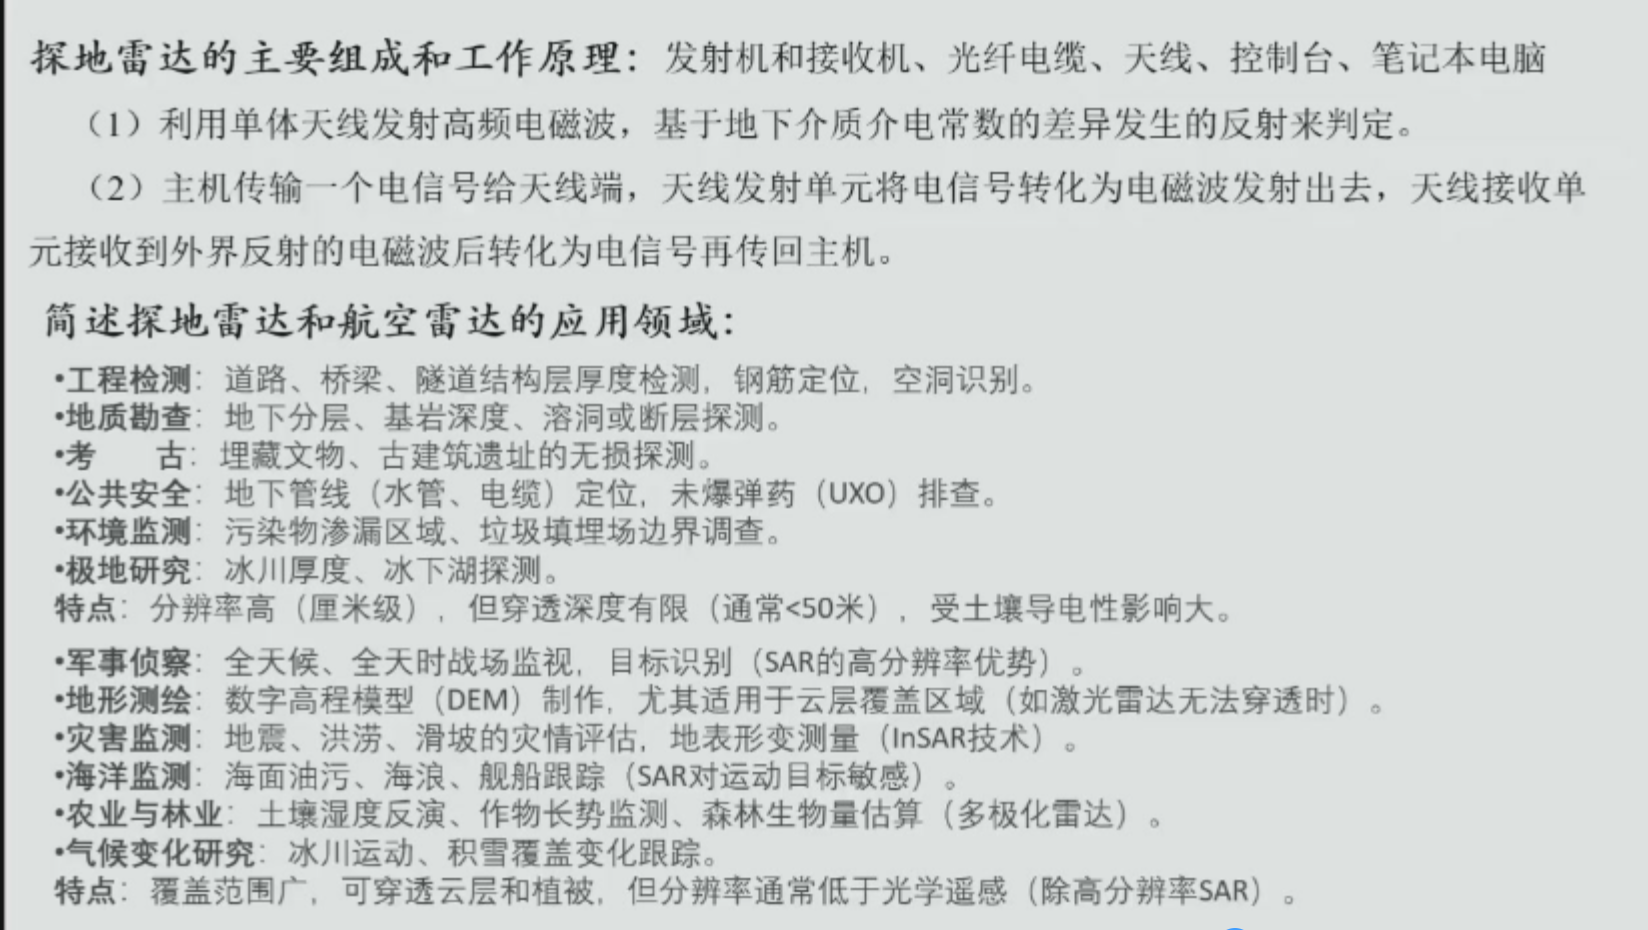 探地雷达的主要组成和工作原理：发射机和接收机、光纤电缆、天线、控制台、笔记本电脑
（1）利用单体天线发射高频电磁波，基于地下介质介电常数的差异发生的反射来判定。
（2）主机传输一个电信号给天线端，天线发射单元将电信号转化为电磁波发射出去，天线接收单
元接收到外界反射的电磁波后转化为电信号再传回主机。
简述探地雷达和航空雷达的应用领域：
•工程检测：道路、桥梁、隧道结构层厚度检测，钢筋定位，空洞识别。
•地质勘查：地下分层、基岩深度、溶洞或断层探测。
•考 古：埋藏文物、古建筑遗址的无损探测。
•公共安全：地下管线（水管、电缆）定位，未爆弹药（UXO）排查。
•环境监测：污染物渗漏区域、垃圾填埋场边界调查。
•极地研究：冰川厚度、冰下湖探测。
特点：分辨率高（厘米级），但穿透深度有限（通常<50米），受土壤导电性影响大。
•军事侦察：全天候、全天时战场监视，目标识别（SAR的高分辨率优势）。
•地形测绘：数字高程模型（DEM）制作，尤其适用于云层覆盖区域（如激光雷达无法穿透时）。
•灾害监测：地震、洪涝、滑坡的灾情评估，地表形变测量（InSAR技术）。
•海洋监测：海面油污、海浪、舰船跟踪（SAR对运动目标敏感）。
•农业与林业：土壤湿度反演、作物长势监测、森林生物量估算（多极化雷达）。
•气候变化研究：冰川运动、积雪覆盖变化跟踪。
特点：覆盖范围广，可穿透云层和植被，但分辨率通常低于光学遥感（除高分辨率SAR）。